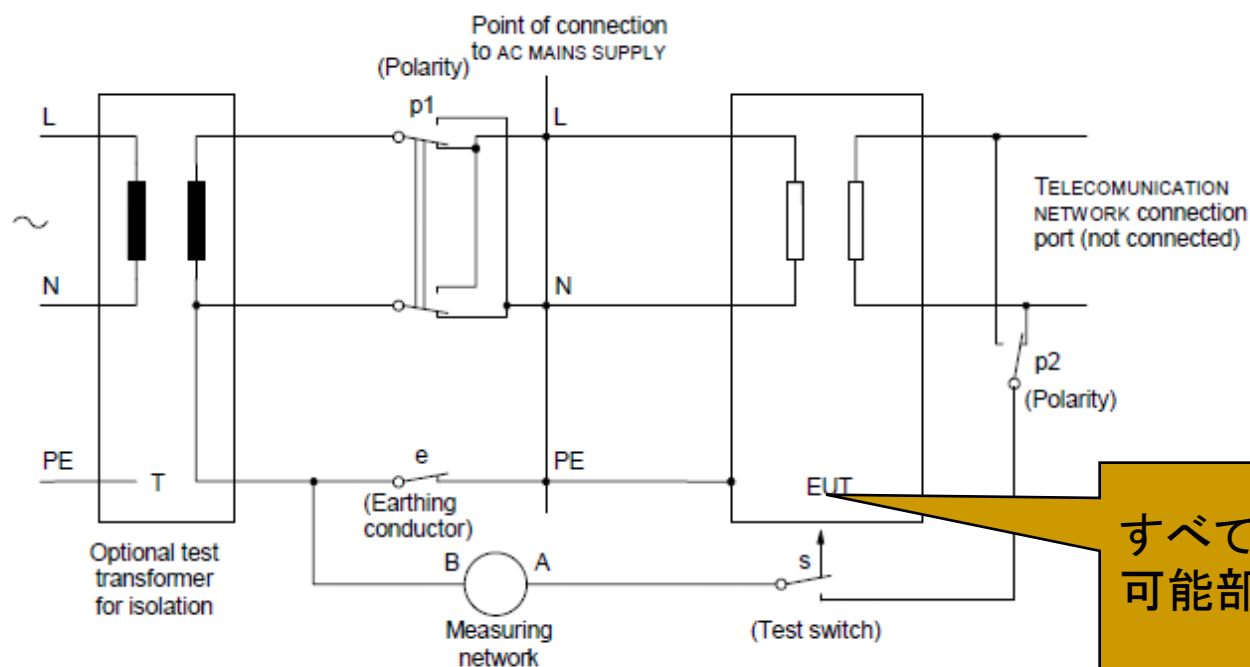 Point of connection
to AC MAINS SUPPLY
(Polarity)
p1
L
L
N
N
TELECOMUNICATION
NETWORK connection
port (not connected)
p2
(Polarity)
PE
T
e
PE
(Earthing
conductor)
EUT
Optional test
transformer
for isolation
B
A
s
Measuring
network
(Test switch)
すべて
可能部